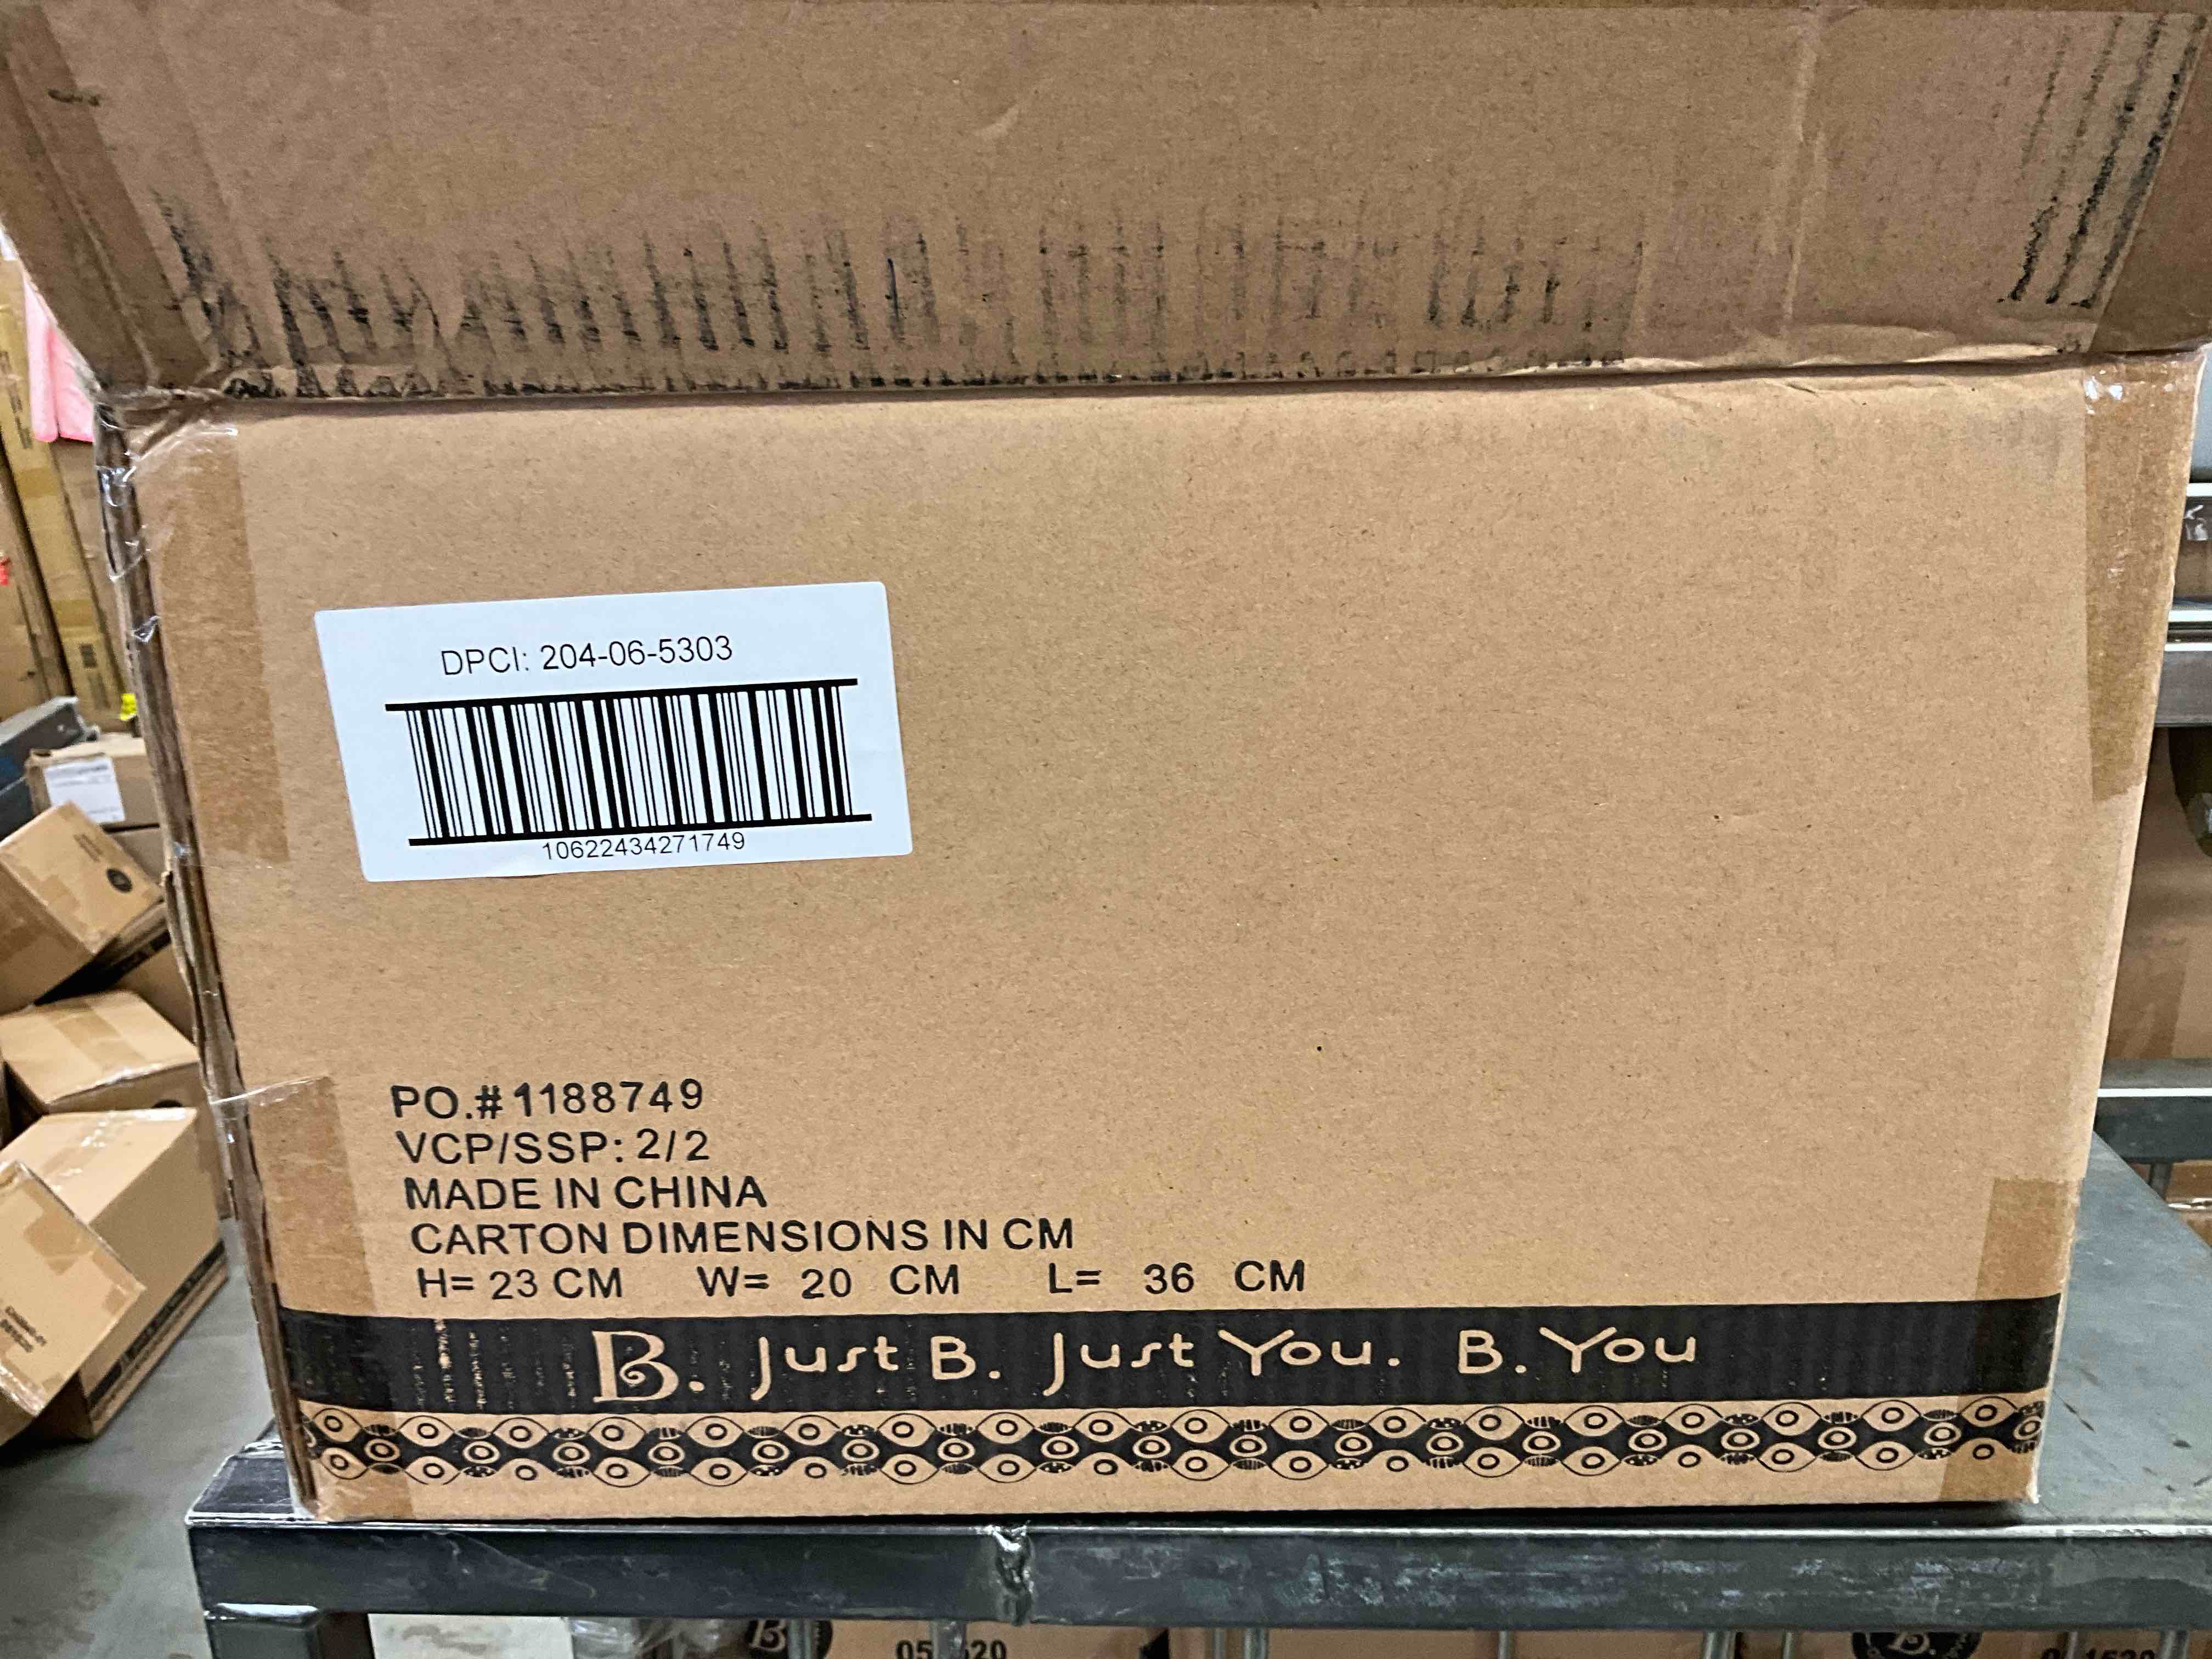 DPCI: 204-06-5303
10622434271749
PO.#1188749
VCP/SSP: 2/2
MADE IN CHINA
CARTON DIMENSIONS IN CM
H= 23 CM W= 20 CM L= 36 CM
B. Just B. Just You. B. You
B.
B.